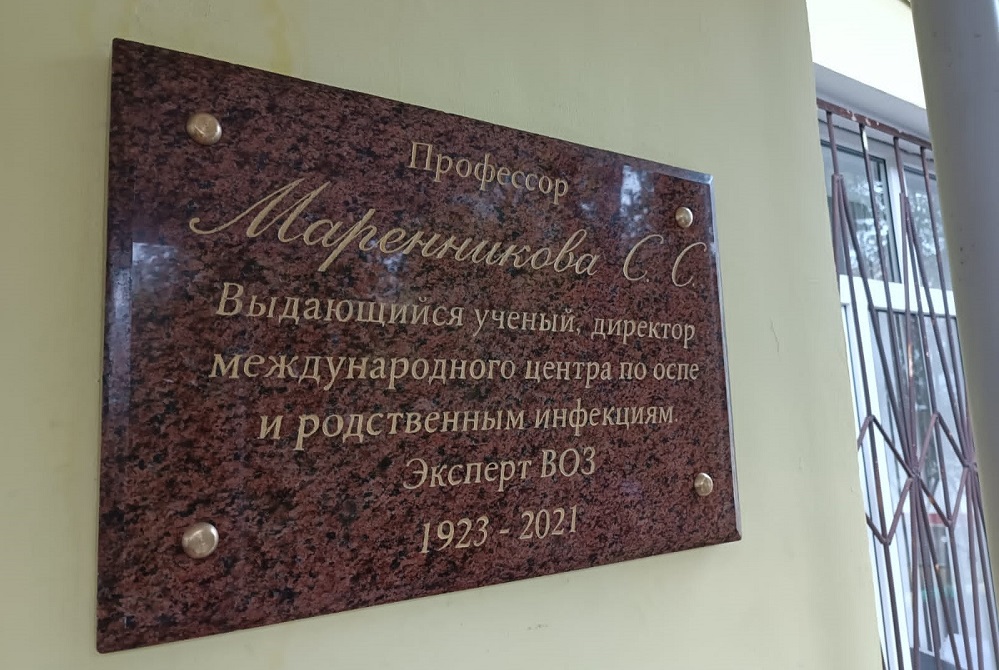 Профессор
Маренникова С. С.
Выдающийся ученый, директор
международного центра по оспе
и родственным инфекциям.
Эксперт ВОЗ
1923 - 2021